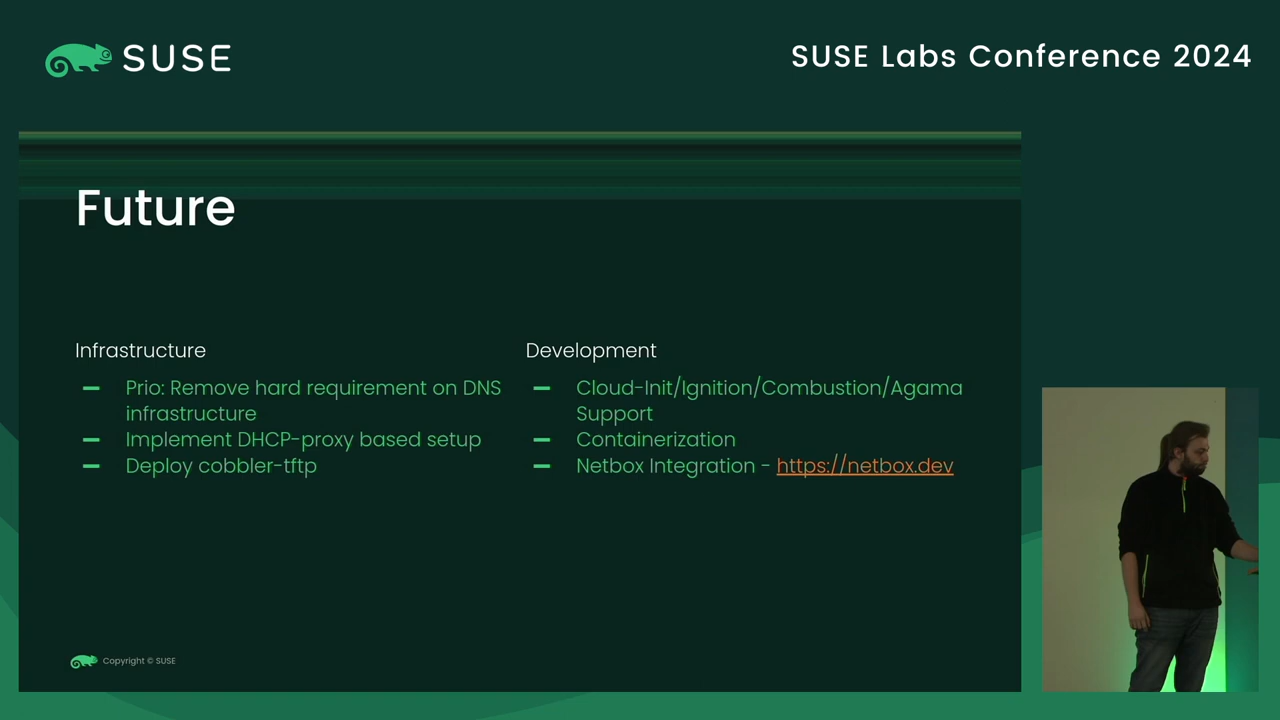 SUSE
SUSE Labs Conference 2024
Future
Infrastructure
Prio: Remove hard requirement on DNS
infrastructure
Implement DHCP-proxy based setup
Deploy cobbler-tftp
Development
Cloud-Init/Ignition/Combustion/Agama
Support
Containerization
Netbox Integration - https://netbox.dev
Copyright © SUSE